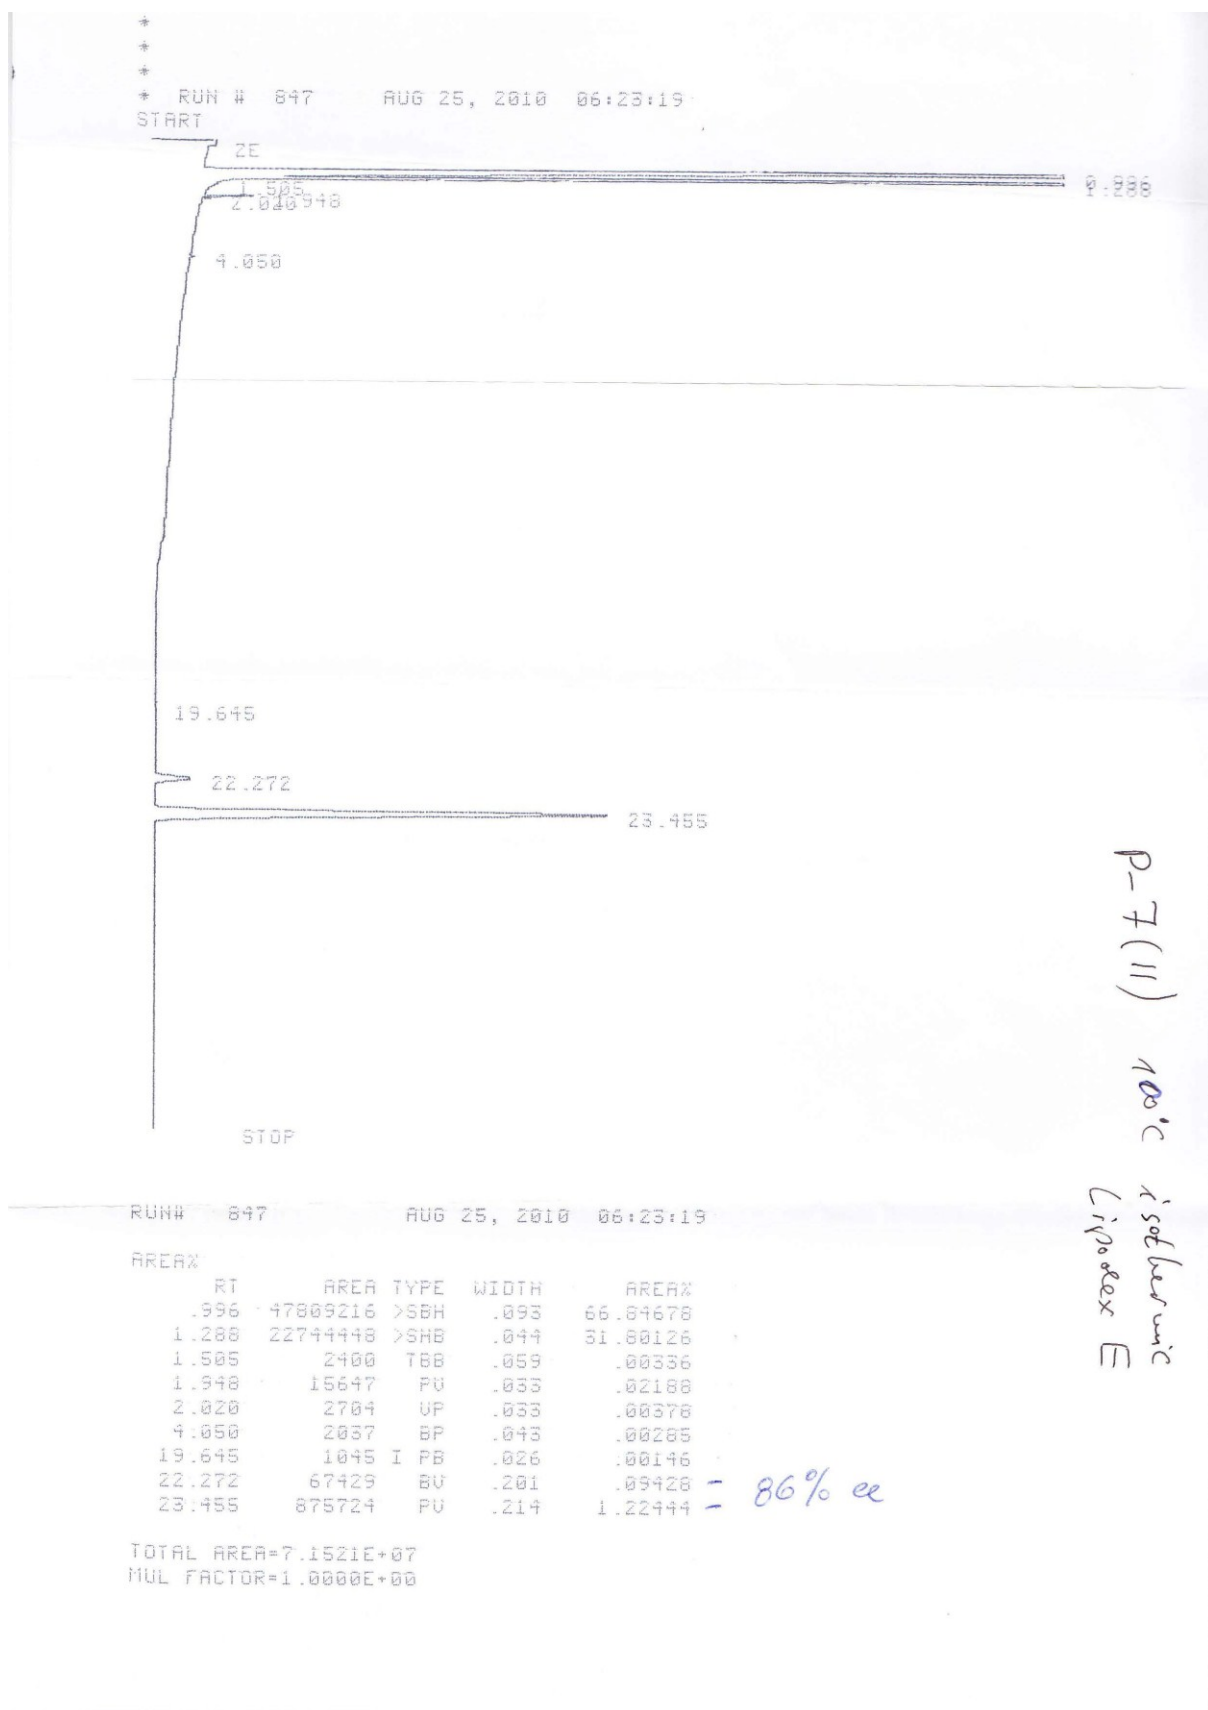 *
*
*
* RUN # 847 AUG 25, 2010 06:23:19
START
ZE
1.288
1.505
2.020
1.948
4.050
19.645
22.272
23.455
STOP
P-7(II) 100°C isothermic
Lipodex E
RUN# 847 AUG 25, 2010 06:23:19
AREA%
RT AREA TYPE WIDTH AREA%
.996 47809216 >SBH .093 66.84678
1.288 22744448 >SHB .044 31.80126
1.505 2400 TBB .059 .00336
1.948 15647 PV .033 .02188
2.020 2704 VP .033 .00378
4.050 2037 BP .043 .00285
19.645 1045 I PB .026 .00146
22.272 67429 BV .201 .09428 -
23.455 875724 PV .214 1.22444 -
86% ee
TOTAL AREA=7.1521E+07
MUL FACTOR=1.0000E+00